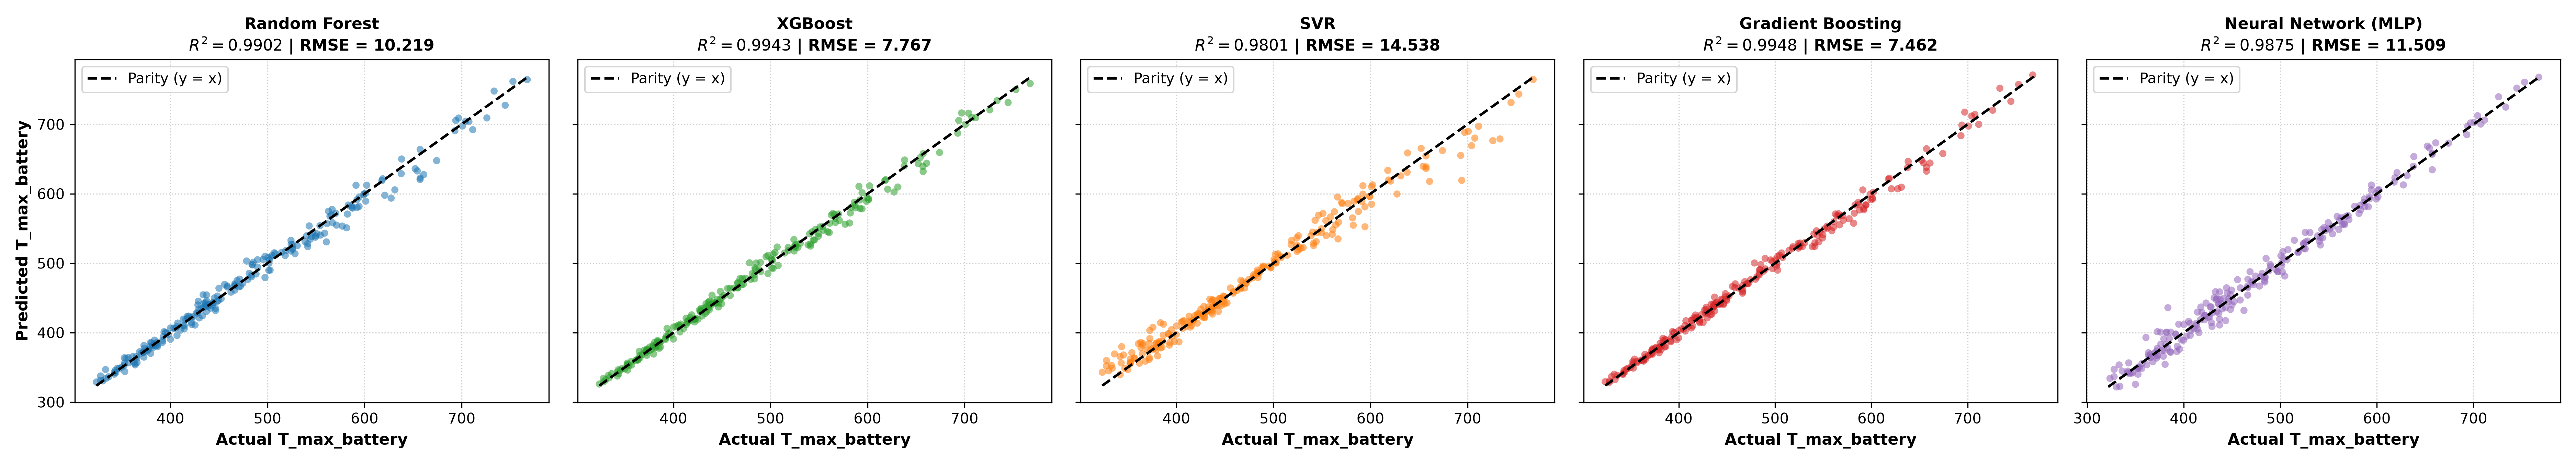 Random Forest
R² = 0.9902 | RMSE = 10.219
Parity (y = x)
Predicted T_max_battery
700
600
500
400
300
400 500 600 700
Actual T_max_battery
XGBoost
R² = 0.9943 | RMSE = 7.767
Parity (y = x)
400 500 600 700
Actual T_max_battery
SVR
R² = 0.9801 | RMSE = 14.538
Parity (y = x)
400 500 600 700
Actual T_max_battery
Gradient Boosting
R² = 0.9948 | RMSE = 7.462
Parity (y = x)
400 500 600 700
Actual T_max_battery
Neural Network (MLP)
R² = 0.9875 | RMSE = 11.509
Parity (y = x)
300 400 500 600 700
Actual T_max_battery